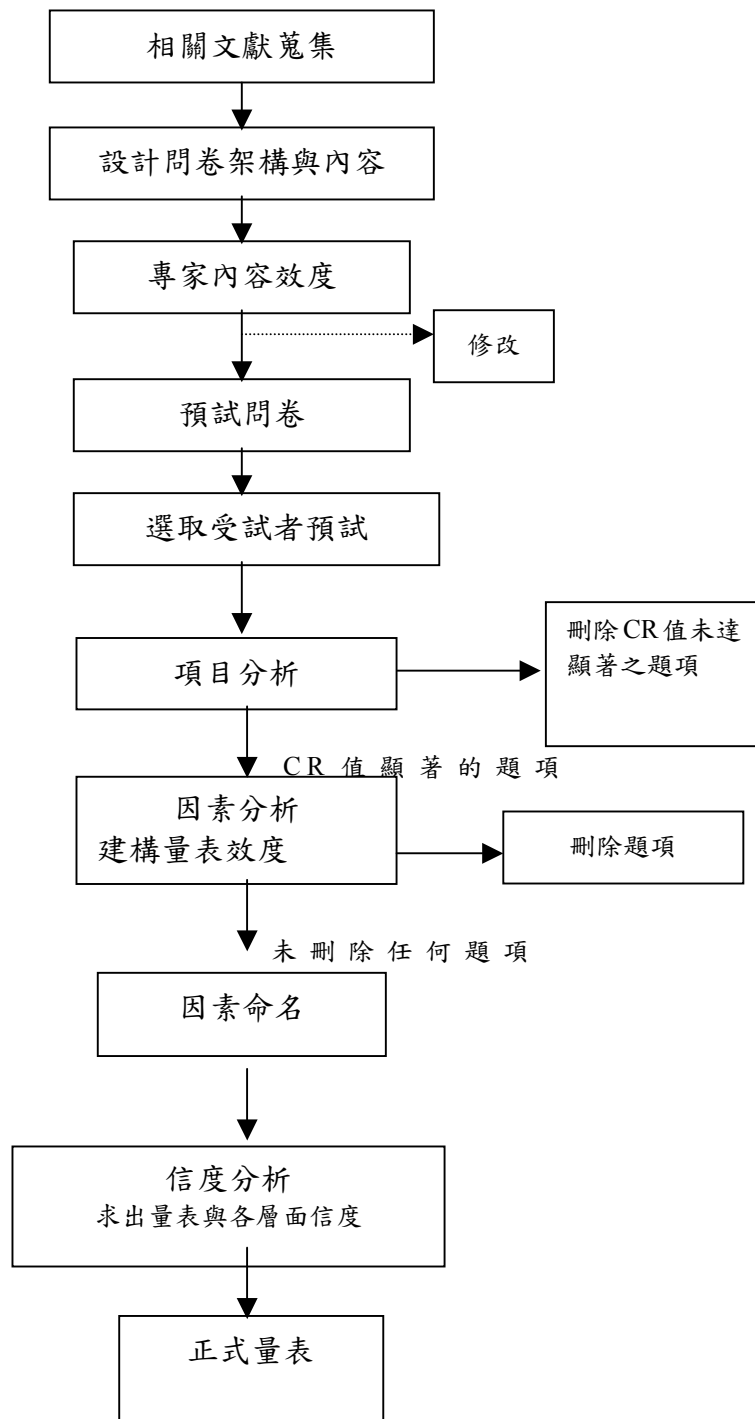 相關文獻蒐集
設計問卷架構與內容
專家內容效度
修改
預試問卷
選取受試者預試
項目分析
刪除CR值未達
顯著之題項
CR值顯著的題項
因素分析
建構量表效度
刪除題項
未刪除任何題項
因素命名
信度分析
求出量表與各層面信度
正式量表